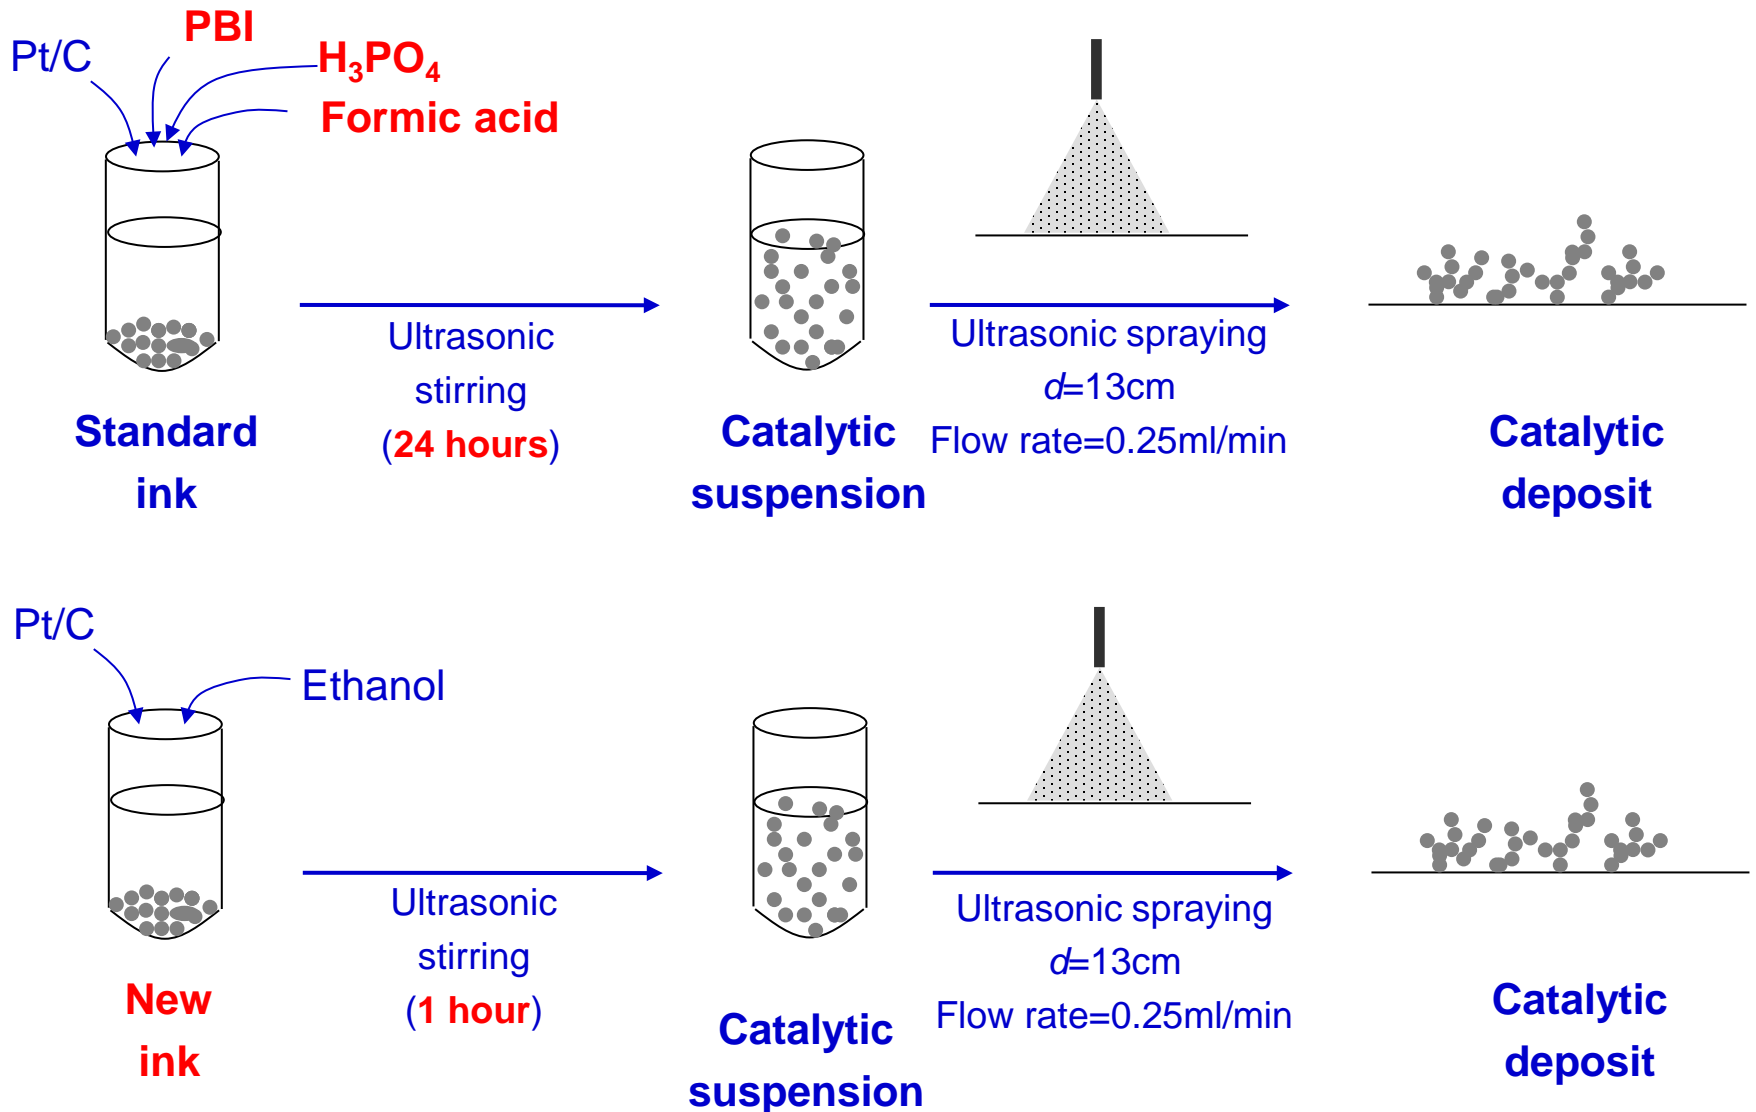 PBI
Pt/C
H₃PO₄
Formic acid
Ultrasonic
stirring
(24 hours)
Ultrasonic spraying
d=13cm
Flow rate=0.25ml/min
Standard
ink
Catalytic
suspension
Catalytic
deposit
Pt/C
Ethanol
Ultrasonic
stirring
(1 hour)
Ultrasonic spraying
d=13cm
Flow rate=0.25ml/min
New
ink
Catalytic
suspension
Catalytic
deposit